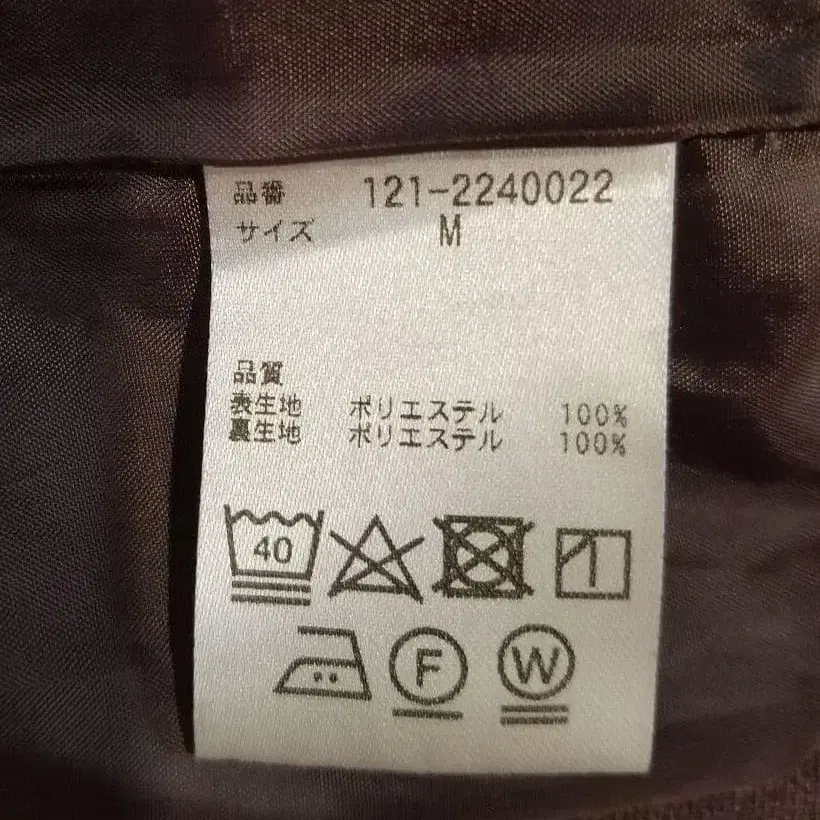 品番 121-2240022
サイズ M
品質
表生地 ポリエステル 100%
裏生地 ポリエステル 100%
40
F W